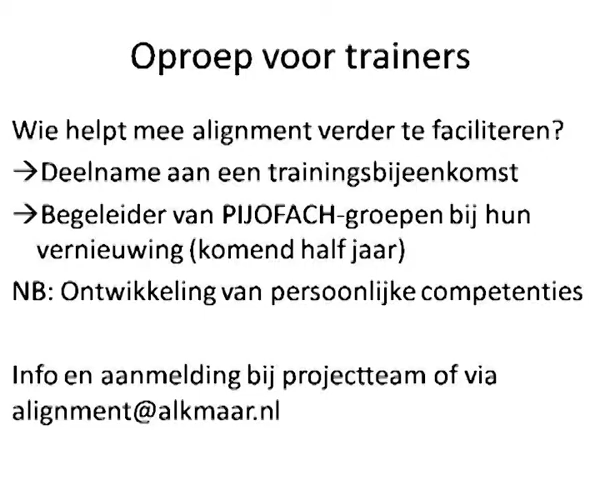 Oproep voor trainers
Wie helpt mee alignment verder te faciliteren?
→Deelname aan een trainingsbijeenkomst
→Begeleider van PIJOFACH-groepen bij hun
vernieuwing (komend half jaar)
NB: Ontwikkeling van persoonlijke competenties
Info en aanmelding bij projectteam of via
alignment@alkmaar.nl